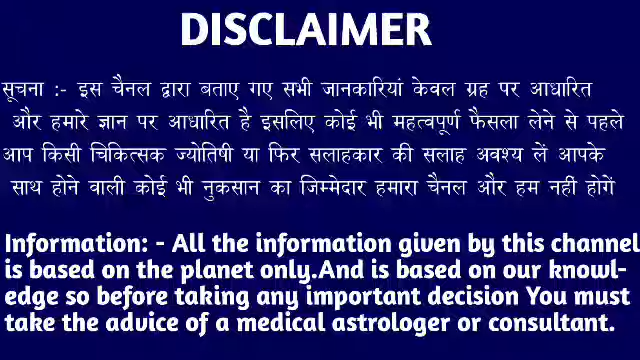 DISCLAIMER
सूचना :- इस चैनल द्वारा बताए गए सभी जानकारियां केवल ग्रह पर आधारित
और हमारे ज्ञान पर आधारित है इसलिए कोई भी महत्वपूर्ण फैसला लेने से पहले
आप किसी चिकित्सक ज्योतिषी या फिर सलाहकार की सलाह अवश्य लें आपके
साथ होने वाली कोई भी नुकसान का जिम्मेदार हमारा चैनल और हम नहीं होगें
Information: - All the information given by this channel
is based on the planet only.And is based on our knowl-
edge so before taking any important decision You must
take the advice of a medical astrologer or consultant.